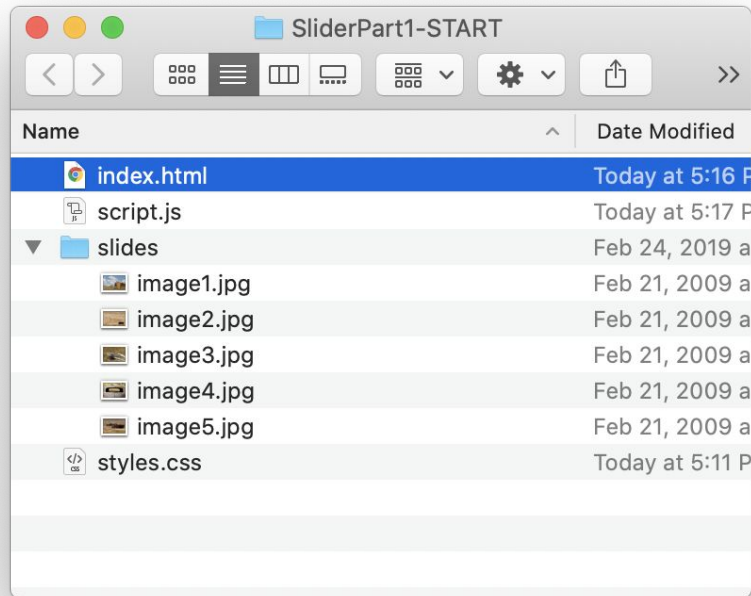 SliderPart1-START
Name Date Modified
index.html Today at 5:16 P
script.js Today at 5:17 P
slides Feb 24, 2019 a
image1.jpg Feb 21, 2009 a
image2.jpg Feb 21, 2009 a
image3.jpg Feb 21, 2009 a
image4.jpg Feb 21, 2009 a
image5.jpg Feb 21, 2009 a
styles.css Today at 5:11 P